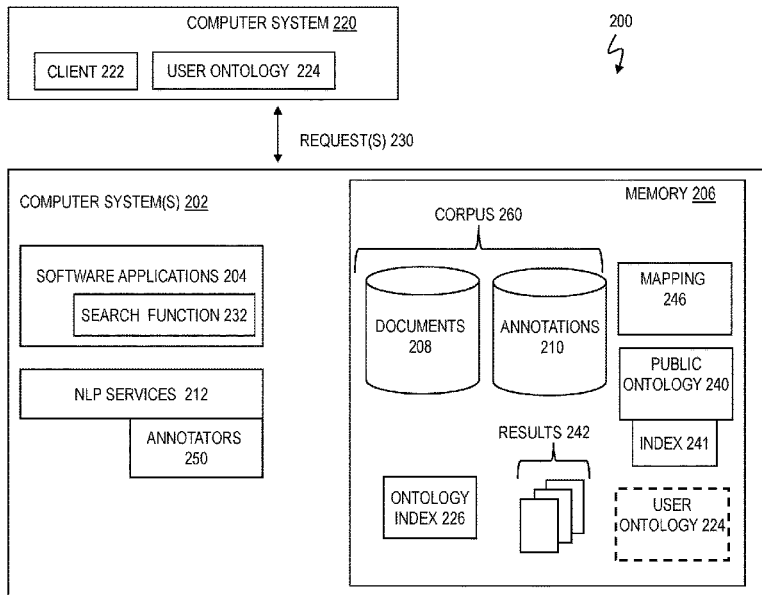 COMPUTER SYSTEM 220
200
CLIENT 222
USER ONTOLOGY 224
REQUEST(S) 230
COMPUTER SYSTEM(S) 202
MEMORY 206
CORPUS 260
SOFTWARE APPLICATIONS 204
SEARCH FUNCTION 232
DOCUMENTS
208
ANNOTATIONS
210
MAPPING
246
PUBLIC
ONTOLOGY 240
INDEX 241
NLP SERVICES 212
ANNOTATORS
250
RESULTS 242
ONTOLOGY
INDEX 226
USER
ONTOLOGY 224